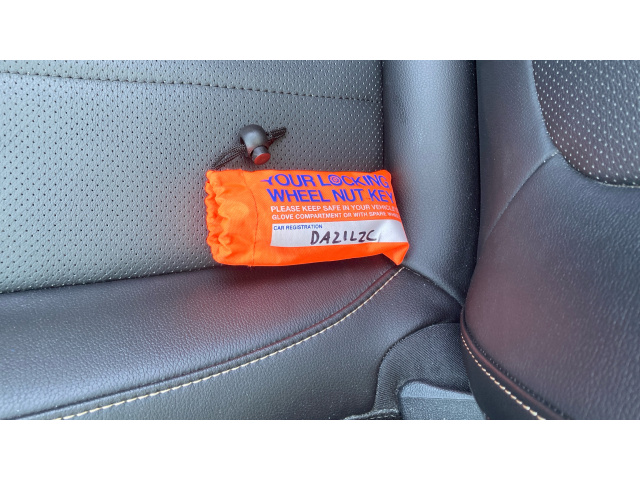 YOUR LOCKING
WHEEL NUT KEY
PLEASE KEEP SAFE IN YOUR VEHICLE
GLOVE COMPARTMENT OR WITH SPARE WHEEL
CAR REGISTRATION
DA21LZC